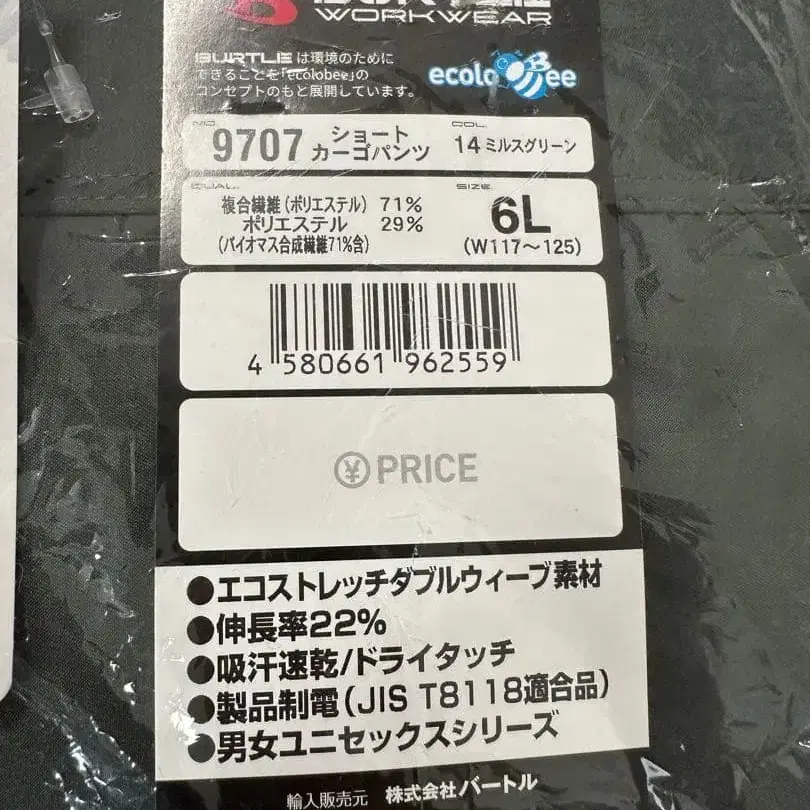 BURTLE
WORKWEAR
BURTLE は環境のために
できることを「ecolobee」の
コンセプトのもと展開しています。
ecolobee
NO.
9707 ショート
カーゴパンツ
COL.
14 ミルスグリーン
QUAL.
複合繊維(ポリエステル) 71%
ポリエステル 29%
(バイオマス合成繊維71%含)
SIZE
6L
(W117～125)
4 580661 962559
¥ PRICE
●エコストレッチダブルウィーブ素材
●伸長率22%
●吸汗速乾/ドライタッチ
●製品制電(JIS T8118適合品)
●男女ユニセックスシリーズ
輸入販売元 株式会社バートル